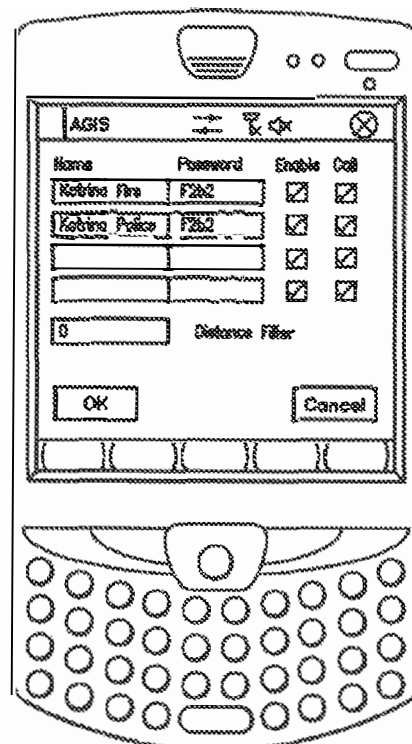 AGIS
Name Password Enable Call
Katrina Fire F2b2
Katrina Police F2b2
0 Distance Filter
OK Cancel